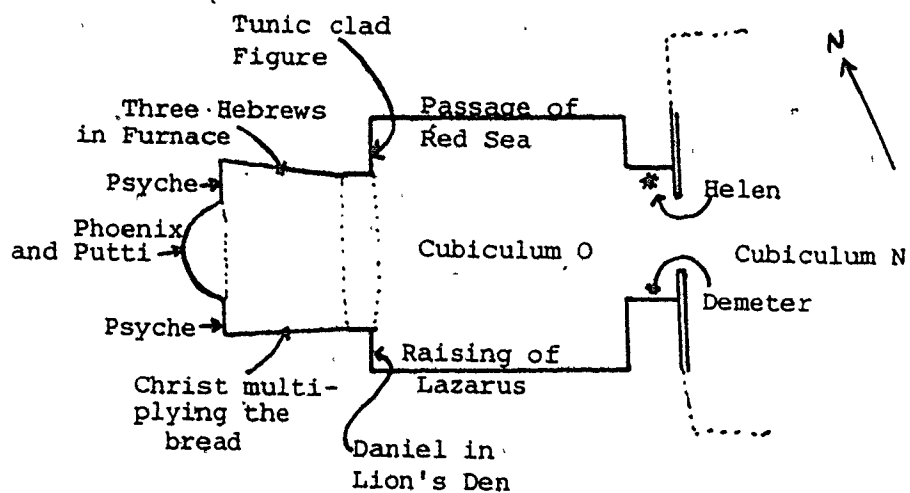 Tunic clad
Figure
N
Three Hebrews
in Furnace
Passage of
Red Sea
Psyche
Helen
Phoenix
and Putti
Cubiculum O
Cubiculum N
Demeter
Psyche
Raising of
Lazarus
Christ multi-
plying the
bread
Daniel in
Lion's Den